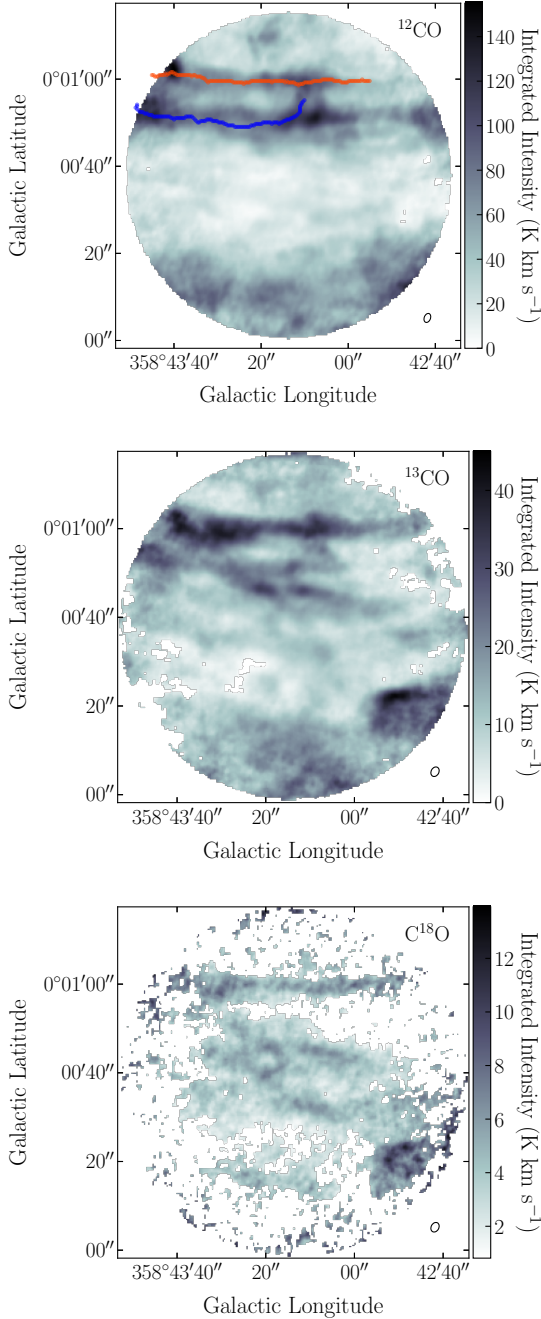 ¹²CO
0°01′00″
00′40″
20″
00″
358°43′40″ 20″ 00″ 42′40″
Galactic Longitude
Galactic Latitude
140
120
100
80
60
40
20
0
Integrated Intensity (K km s⁻¹)
¹³CO
0°01′00″
00′40″
20″
00″
358°43′40″ 20″ 00″ 42′40″
Galactic Longitude
Galactic Latitude
40
30
20
10
0
Integrated Intensity (K km s⁻¹)
C¹⁸O
0°01′00″
00′40″
20″
00″
358°43′40″ 20″ 00″ 42′40″
Galactic Longitude
Galactic Latitude
12
10
8
6
4
2
Integrated Intensity (K km s⁻¹)